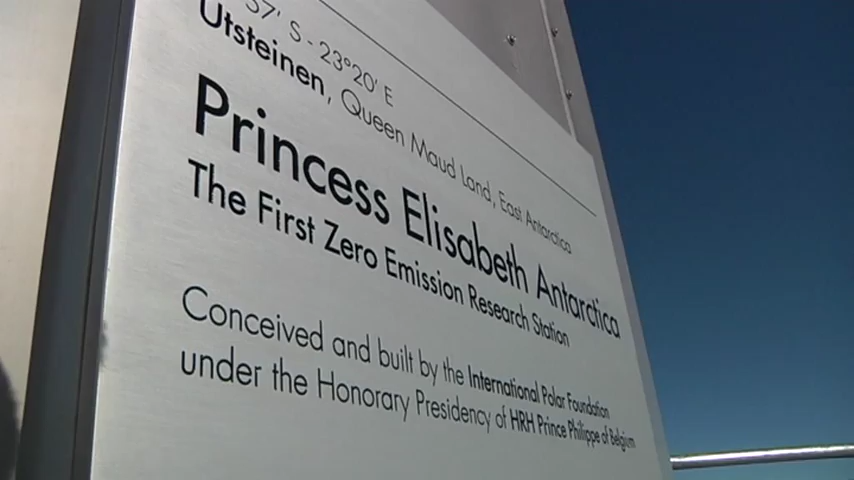 57' S - 23°20' E
Utsteinen, Queen Maud Land, East Antarctica
Princess Elisabeth Antarctica
The First Zero Emission Research Station
Conceived and built by the International Polar Foundation
under the Honorary Presidency of HRH Prince Philippe of Belgium